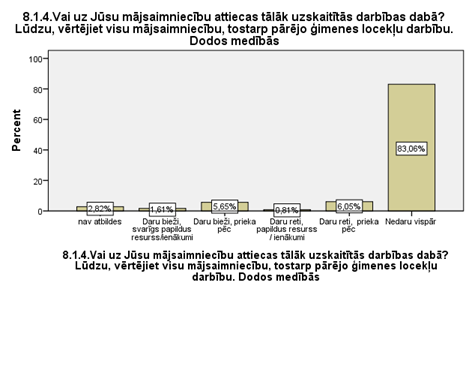 8.1.4.Vai uz Jūsu mājsaimniecību attiecas tālāk uzskaitītās darbības dabā?
Lūdzu, vērtējiet visu mājsaimniecību, tostarp pārējo ģimenes locekļu darbību.
Dodos medībās
Percent
100
80
60
40
20
0
2,82%
1,61%
5,65%
0,81%
6,05%
83,06%
nav atbildes
Daru bieži,
svarīgs papildus
resurss/ienākumi
Daru bieži, prieka
pēc
Daru reti,
papildus resurss
/ ienākumi
Daru reti, prieka
pēc
Nedaru vispār
8.1.4.Vai uz Jūsu mājsaimniecību attiecas tālāk uzskaitītās darbības dabā?
Lūdzu, vērtējiet visu mājsaimniecību, tostarp pārējo ģimenes locekļu
darbību. Dodos medībās